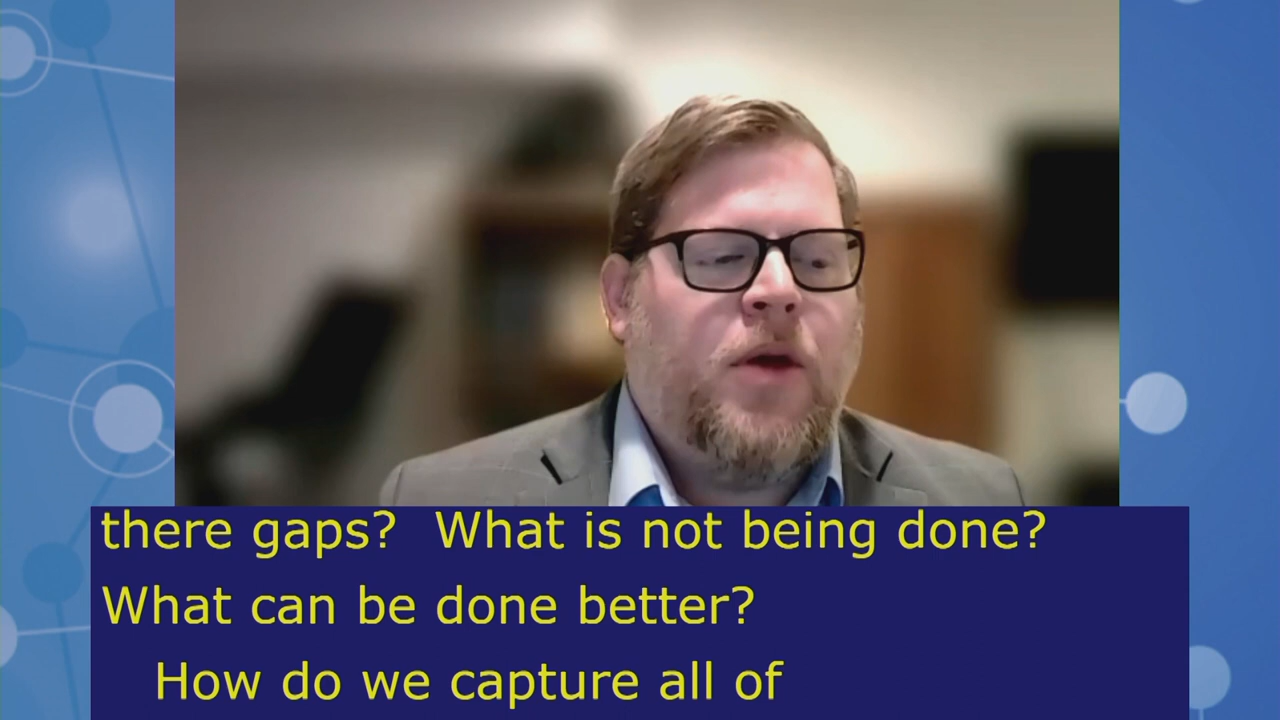 there gaps?  What is not being done?
What can be done better?
How do we capture all of